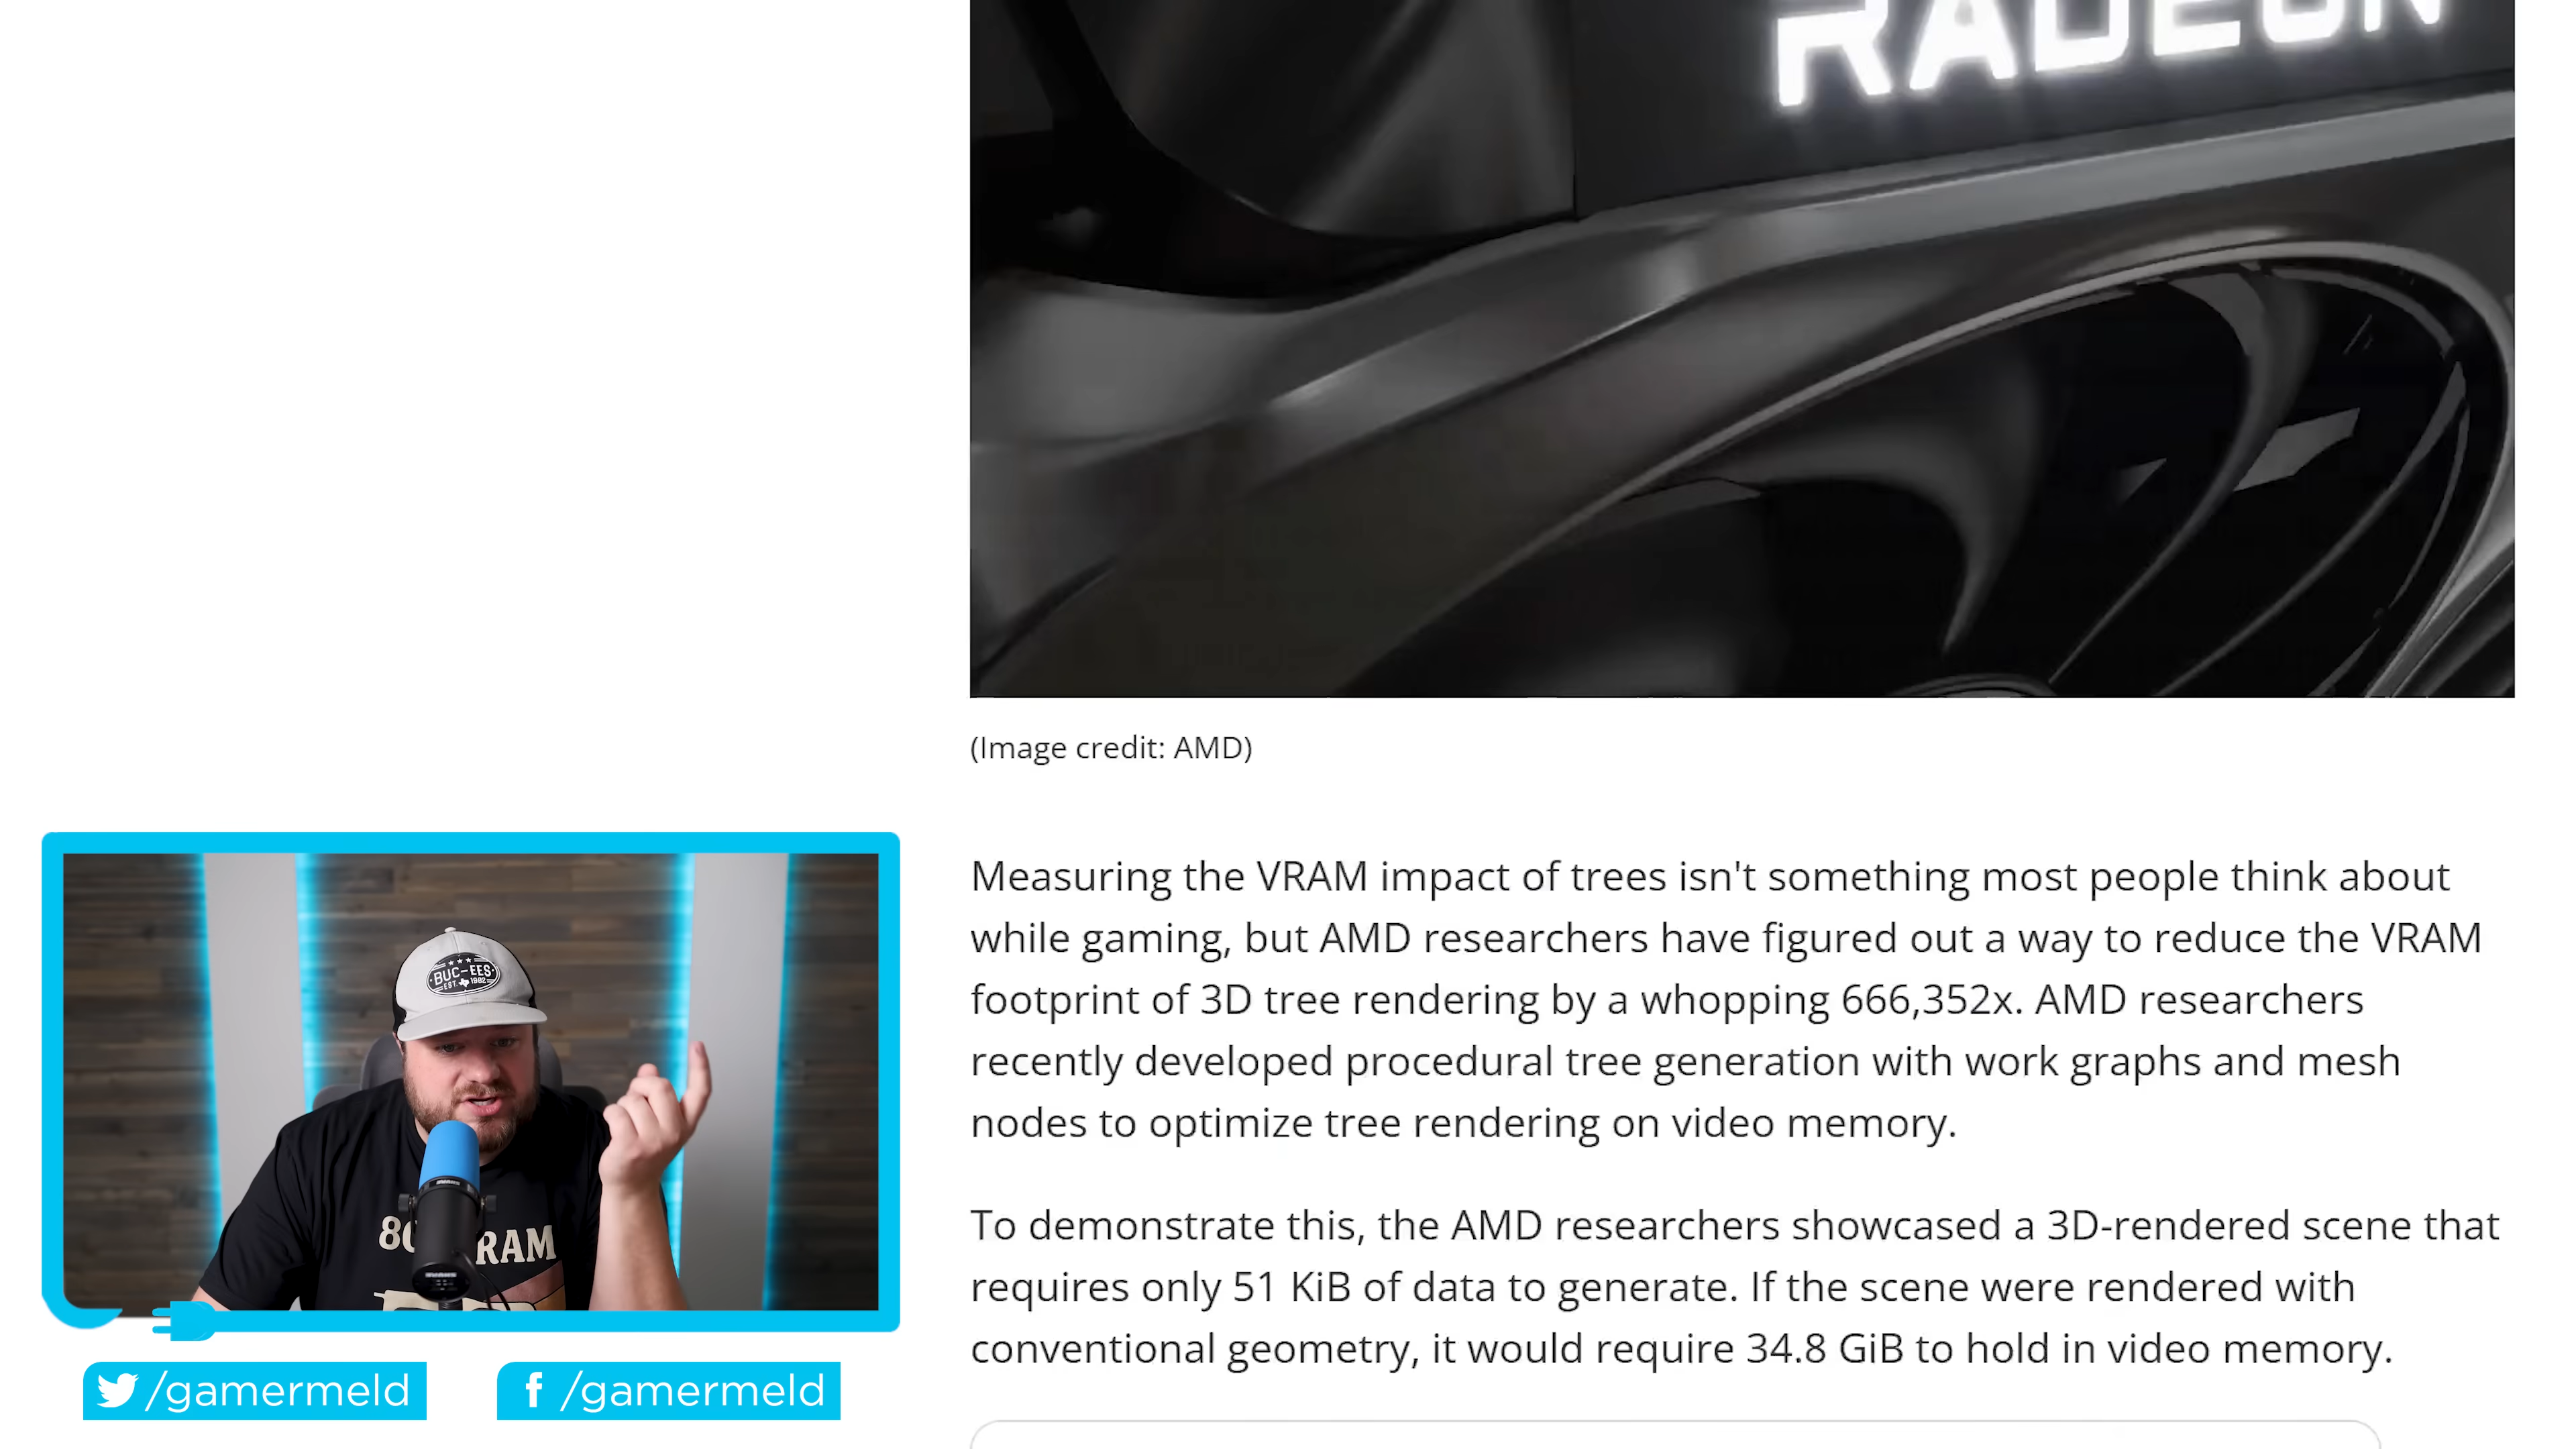 RADEON
(Image credit: AMD)
Measuring the VRAM impact of trees isn't something most people think about
while gaming, but AMD researchers have figured out a way to reduce the VRAM
footprint of 3D tree rendering by a whopping 666,352x. AMD researchers
recently developed procedural tree generation with work graphs and mesh
nodes to optimize tree rendering on video memory.
To demonstrate this, the AMD researchers showcased a 3D-rendered scene that
requires only 51 KiB of data to generate. If the scene were rendered with
conventional geometry, it would require 34.8 GiB to hold in video memory.
BUC-EES
EST. 1982
RAM
/gamermeld
/gamermeld